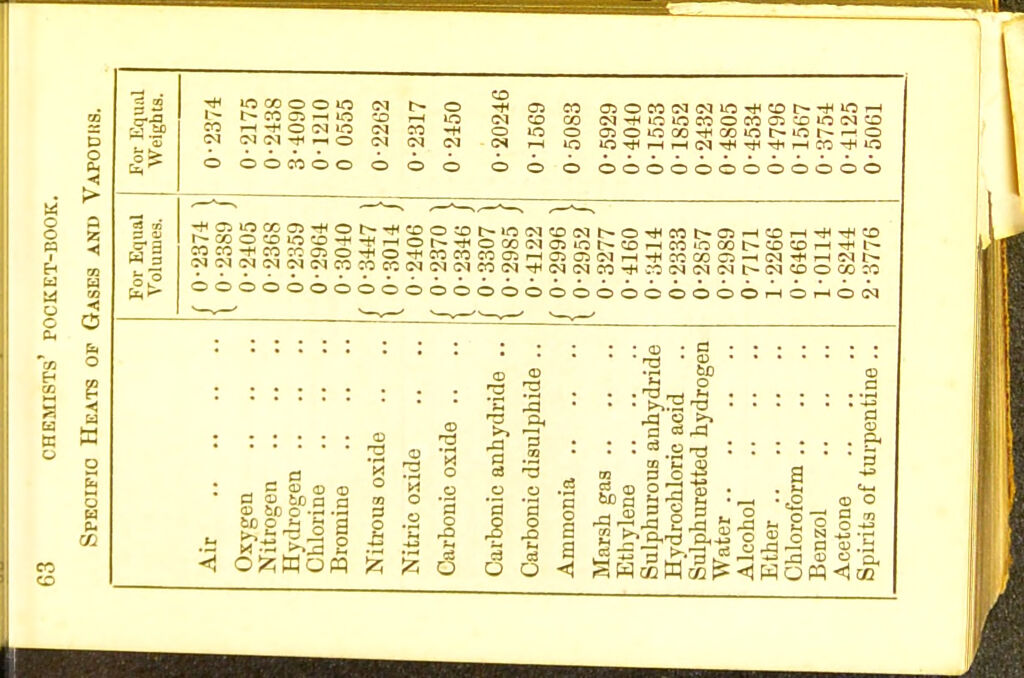 63 CHEMISTS' POCKET-BOOK.
SPECIFIC HEATS OF GASES AND VAPOURS.
For Equal Volumes. For Equal Weights.
Air .. .. .. .. { 0·2374 } 0·2374
{ 0·2389 }
Oxygen .. .. .. 0·2405 0·2175
Nitrogen .. .. .. 0·2368 0·2438
Hydrogen .. .. .. 0·2359 3·4090
Chlorine .. .. .. 0·2964 0·1210
Bromine .. .. .. 0·3040 0 0555
Nitrous oxide .. .. { 0·3447 } 0·2262
{ 0·3014 }
Nitric oxide .. .. 0·2406 0·2317
Carbonic oxide .. .. { 0·2370 } 0·2450
{ 0·2346 }
Carbonic anhydride .. { 0·3307 } 0·20246
{ 0·2985 }
Carbonic disulphide .. 0·4122 0·1569
Ammonia .. .. .. { 0·2996 } 0·5083
{ 0·2952 }
Marsh gas .. .. .. 0·3277 0·5929
Ethylene .. .. .. 0·4160 0·4040
Sulphurous anhydride 0·3414 0·1553
Hydrochloric acid .. 0·2333 0·1852
Sulphuretted hydrogen 0·2857 0·2432
Water .. .. .. .. 0·2989 0·4805
Alcohol .. .. .. 0·7171 0·4534
Ether .. .. .. .. 1·2266 0·4796
Chloroform .. .. .. 0·6461 0·1567
Benzol .. .. .. 1·0114 0·3754
Acetone .. .. .. 0·8244 0·4125
Spirits of turpentine .. 2·3776 0·5061